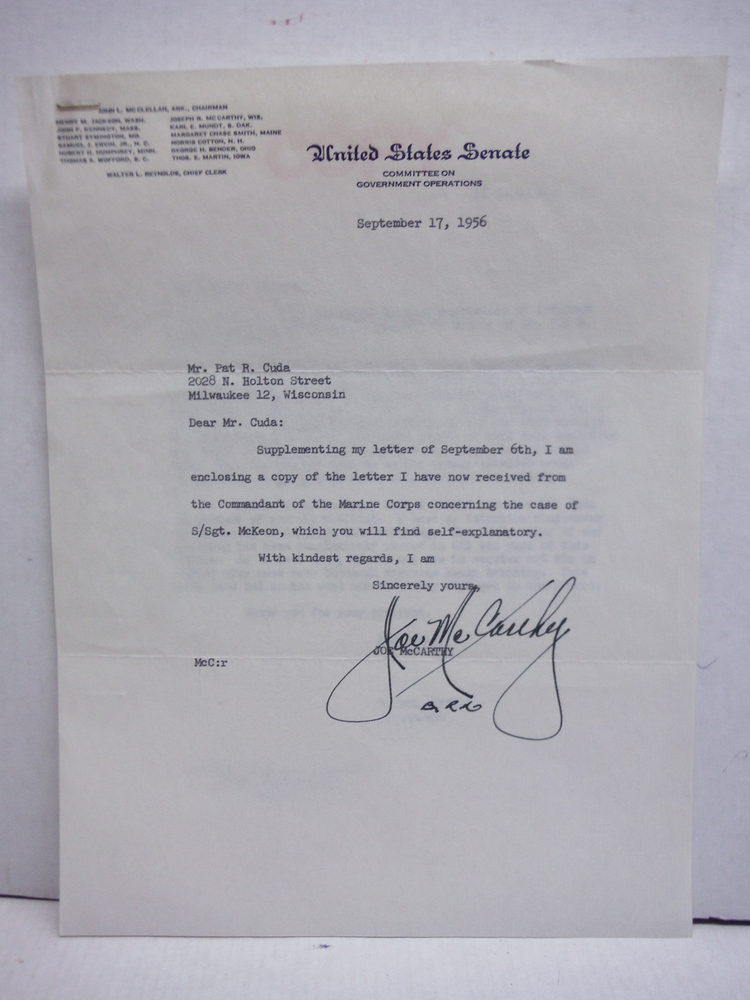 JOHN L. MC CLELLAN, ARK., CHAIRMAN
HENRY M. JACKSON, WASH.
JOHN F. KENNEDY, MASS.
STUART SYMINGTON, MO.
SAMUEL J. ERVIN, JR., N. C.
HUBERT H. HUMPHREY, MINN.
THOMAS A. WOFFORD, S. C.
JOSEPH R. MC CARTHY, WIS.
KARL E. MUNDT, S. DAK.
MARGARET CHASE SMITH, MAINE
NORRIS COTTON, N. H.
GEORGE H. BENDER, OHIO
THOS. E. MARTIN, IOWA
WALTER L. REYNOLDS, CHIEF CLERK
United States Senate
COMMITTEE ON
GOVERNMENT OPERATIONS
September 17, 1956
Mr. Pat R. Cuda
2028 N. Holton Street
Milwaukee 12, Wisconsin
Dear Mr. Cuda:
Supplementing my letter of September 6th, I am
enclosing a copy of the letter I have now received from
the Commandant of the Marine Corps concerning the case of
S/Sgt. McKeon, which you will find self-explanatory.
With kindest regards, I am
Sincerely yours,
Joe McCarthy
JOE McCARTHY
McC:r